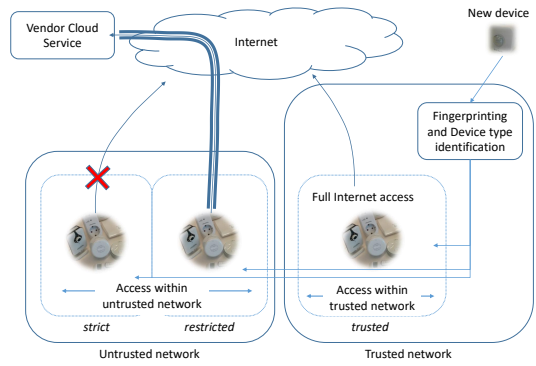 New device
Vendor Cloud
Service
Internet
Fingerprinting
and Device type
identification
Full Internet access
Access within
untrusted network
Access within
trusted network
strict
restricted
trusted
Untrusted network
Trusted network